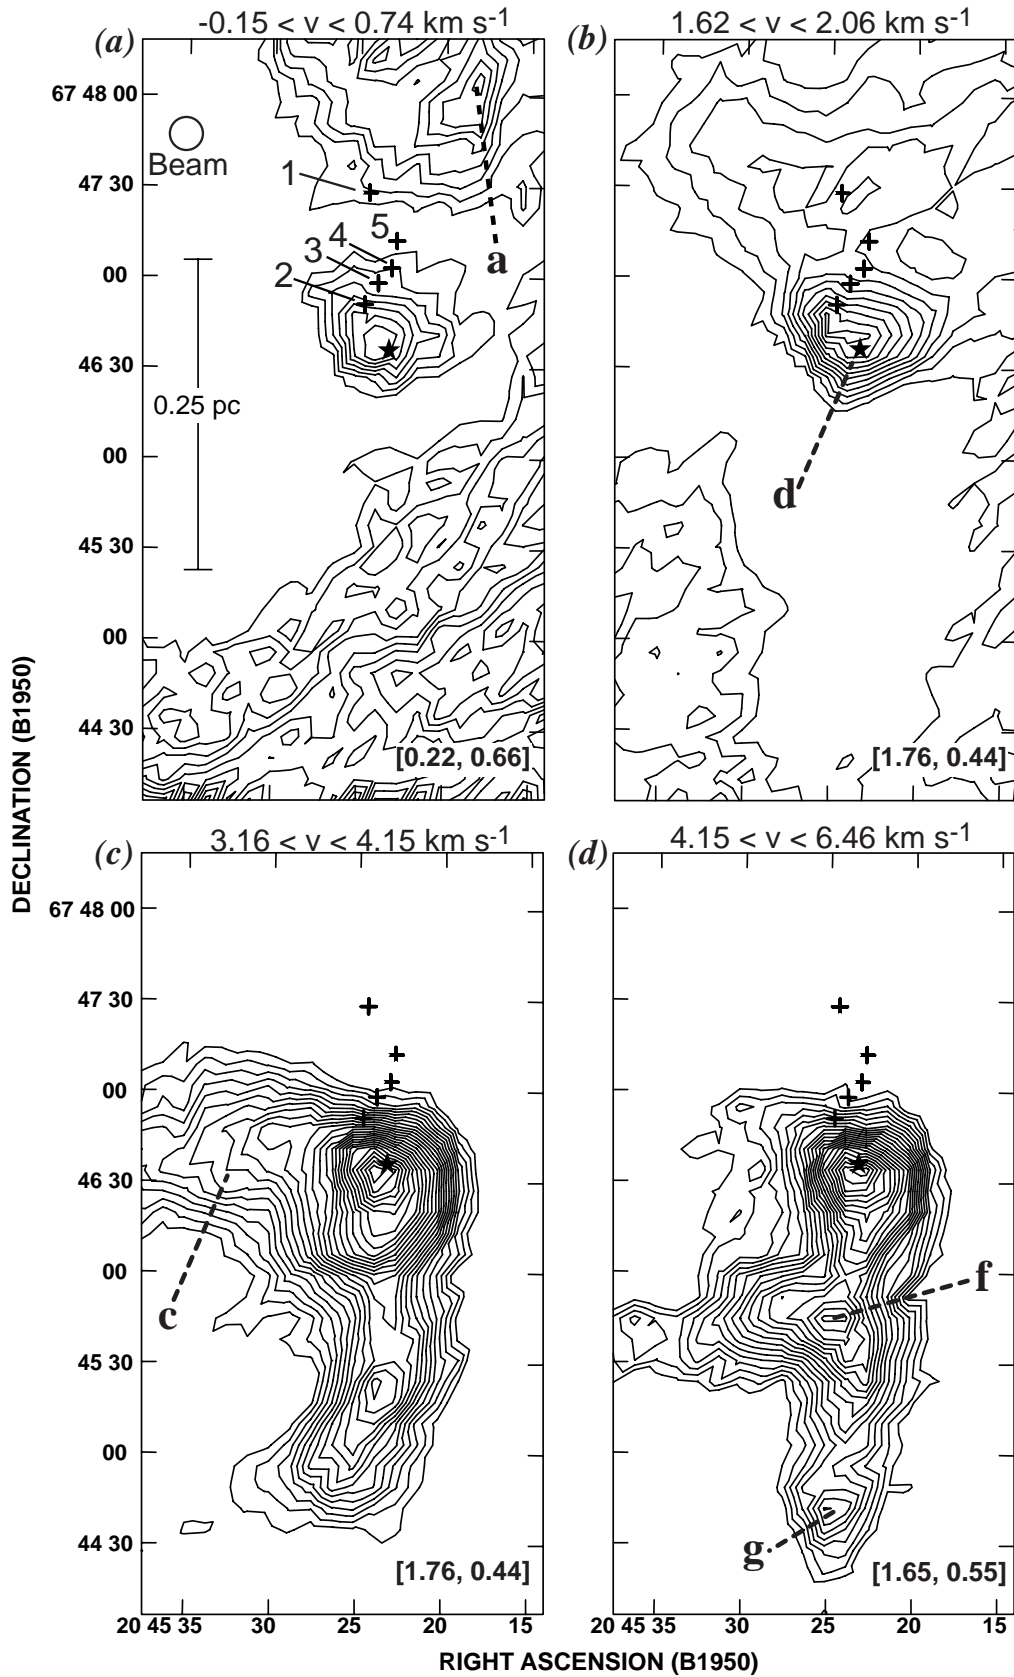 (a) -0.15 < v < 0.74 km s-1
(b) 1.62 < v < 2.06 km s-1
67 48 00
Beam
47 30
1
5
4
3
2
a
00
46 30
0.25 pc
00
d
45 30
00
44 30
[0.22, 0.66]
[1.76, 0.44]
DECLINATION (B1950)
(c) 3.16 < v < 4.15 km s-1
(d) 4.15 < v < 6.46 km s-1
67 48 00
47 30
00
46 30
00
c
f
45 30
00
44 30
g
[1.76, 0.44]
[1.65, 0.55]
20 45 35 30 25 20 15
20 45 35 30 25 20 15
RIGHT ASCENSION (B1950)